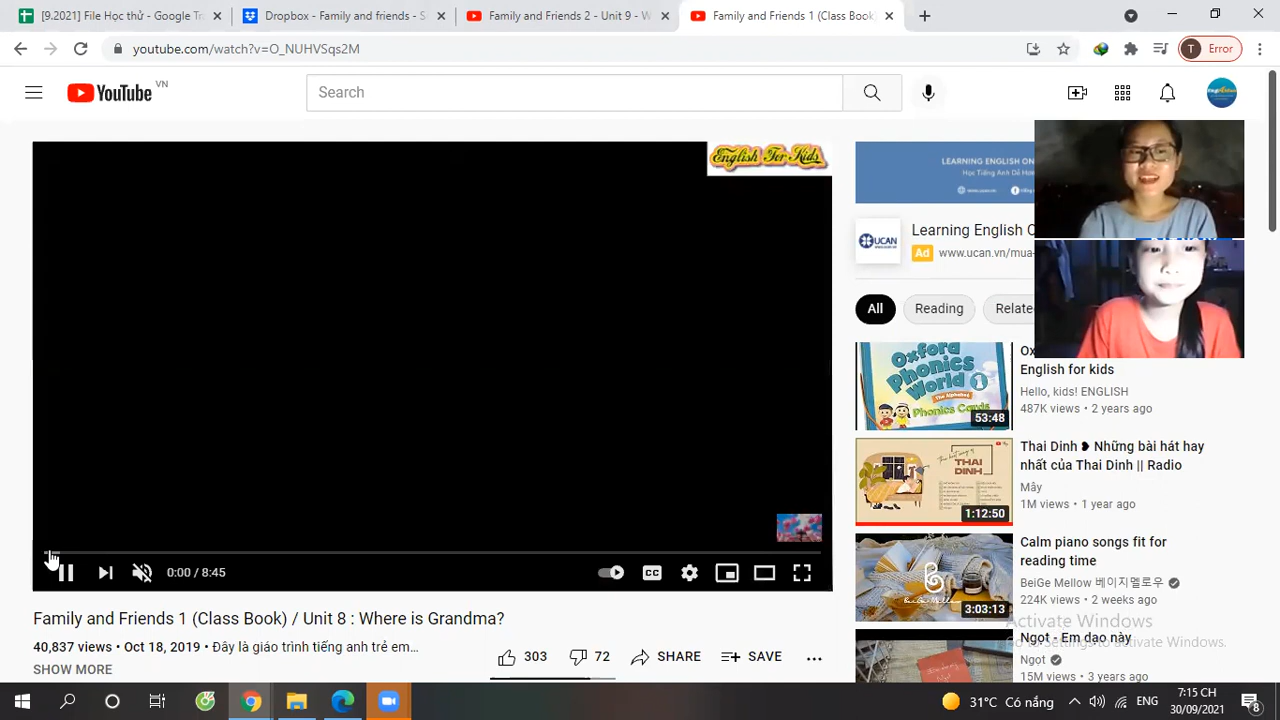 [9.2021] File Học thử - Google Tr
Dropbox - Family and friends - S
Family and Friends 2 - Unit 9 - W
Family and Friends 1 (Class Book)
youtube.com/watch?v=O_NUHVSqs2M
T Error
YouTube VN
Search
English For Kids
LEARNING ENGLISH ON
Học Tiếng Anh Dễ Hơn
UCAN
Learning English O
Ad www.ucan.vn/mua-
All
Reading
Relate
Oxford
Phonics
World 1
The Alphabet
Phonics Cards
53:48
Ox
English for kids
Hello, kids! ENGLISH
487K views • 2 years ago
THAI
DINH
1:12:50
Thai Dinh ❥ Những bài hát hay
nhất của Thai Dinh || Radio
Mây
1M views • 1 year ago
BeiGe Mellow
3:03:13
Calm piano songs fit for
reading time
BeiGe Mellow 베이지멜로우
224K views • 2 weeks ago
Ngọt - Em dạo này
Ngọt
15M views • 3 years ago
Activate Windows
Go to Settings to activate Windows.
0:00 / 8:45
CC
Family and Friends 1 (Class Book) / Unit 8 : Where is Grandma?
40,837 views • Oct 18, 2019 • Đây là giáo trình tiếng anh trẻ em...
SHOW MORE
303
72
SHARE
SAVE
31°C Có nắng
ENG
7:15 CH
30/09/2021
8